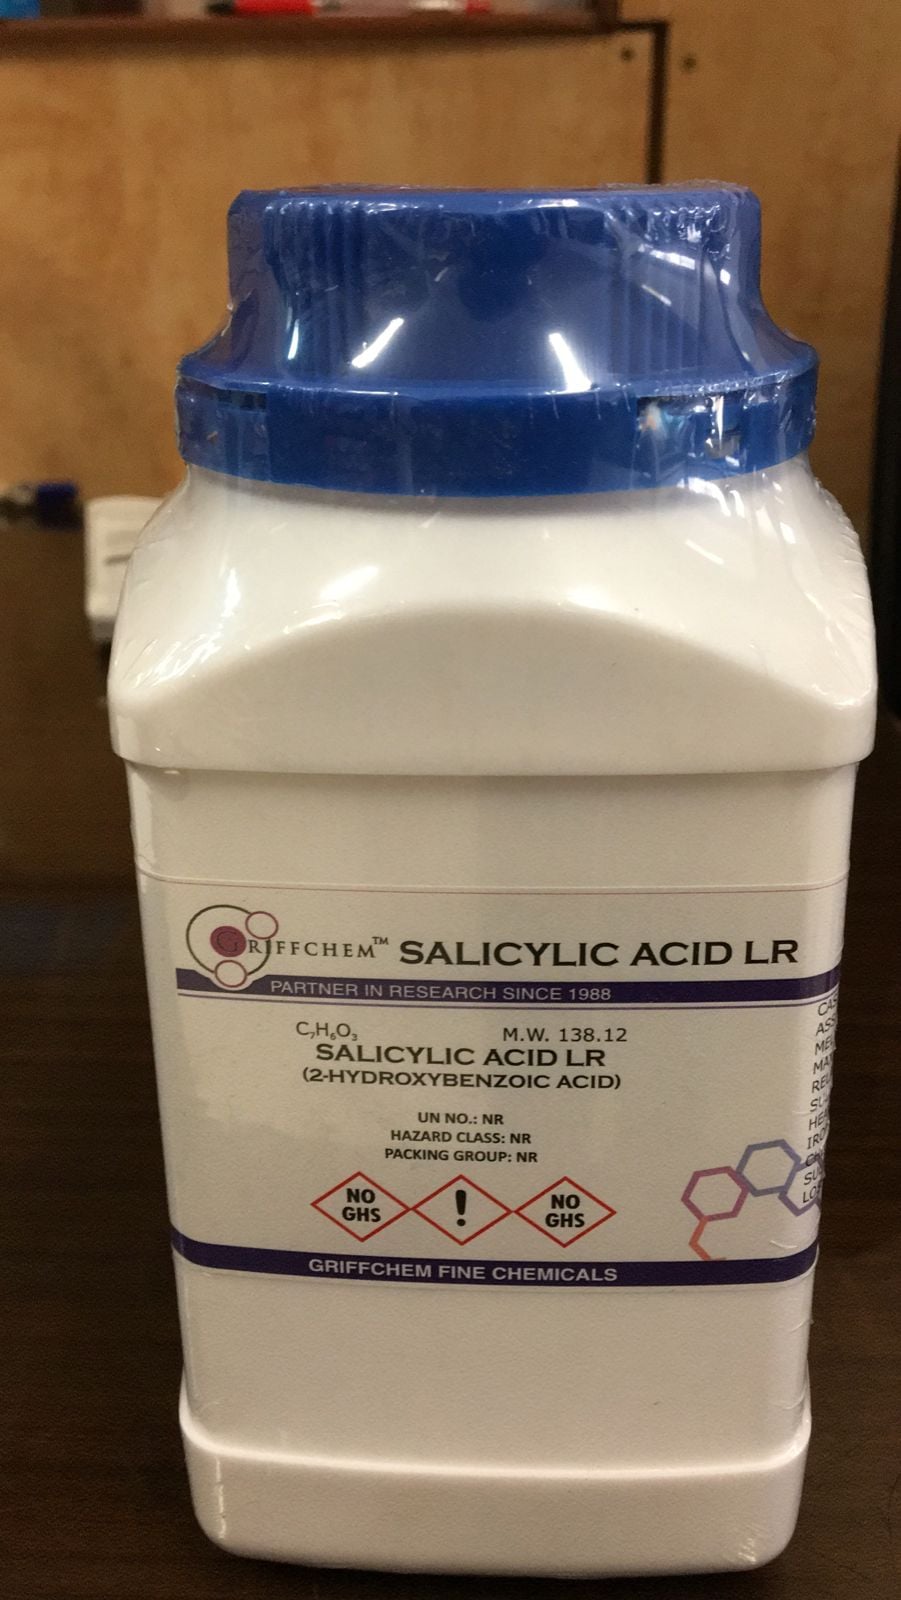 GRIFFCHEM™ SALICYLIC ACID LR
PARTNER IN RESEARCH SINCE 1988
C₇H₆O₃ M.W. 138.12
SALICYLIC ACID LR
(2-HYDROXYBENZOIC ACID)
UN NO.: NR
HAZARD CLASS: NR
PACKING GROUP: NR
NO GHS
!
NO GHS
GRIFFCHEM FINE CHEMICALS